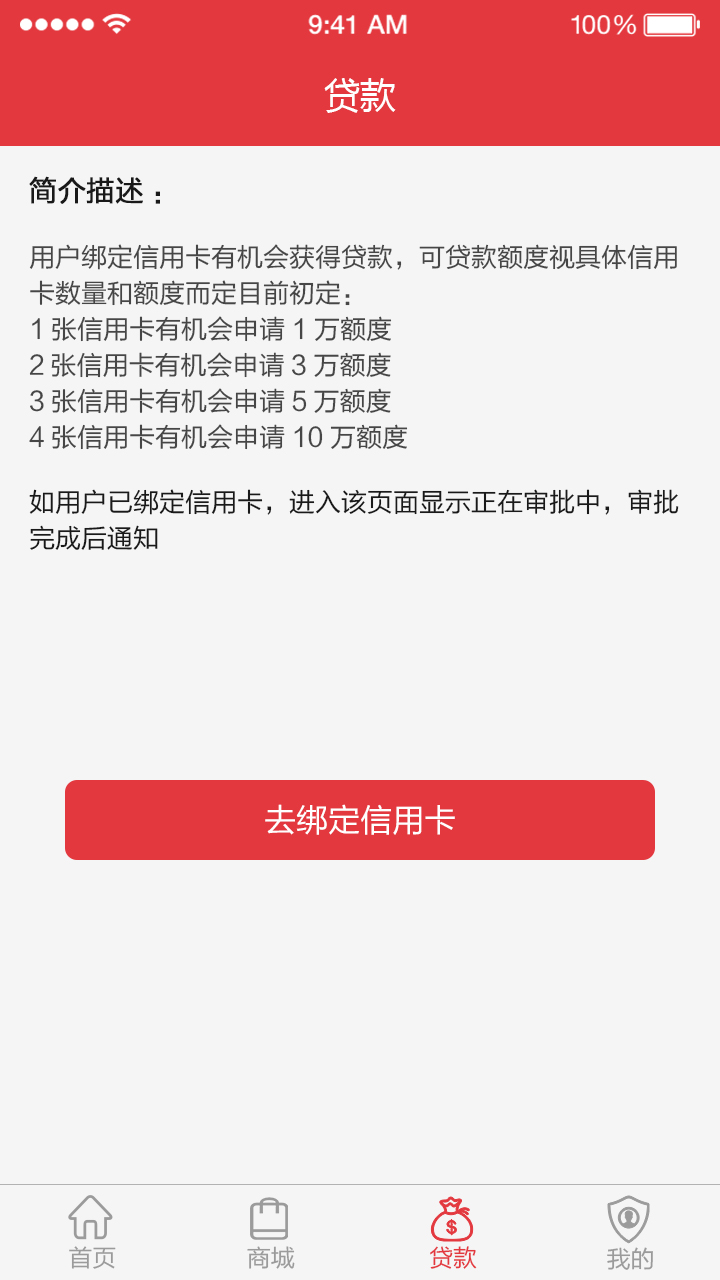 9:41 AM 100%
贷款
简介描述：
用户绑定信用卡有机会获得贷款，可贷款额度视具体信用
卡数量和额度而定目前初定：
1 张信用卡有机会申请 1 万额度
2 张信用卡有机会申请 3 万额度
3 张信用卡有机会申请 5 万额度
4 张信用卡有机会申请 10 万额度
如用户已绑定信用卡，进入该页面显示正在审批中，审批
完成后通知
去绑定信用卡
$
首页 商城 贷款 我的